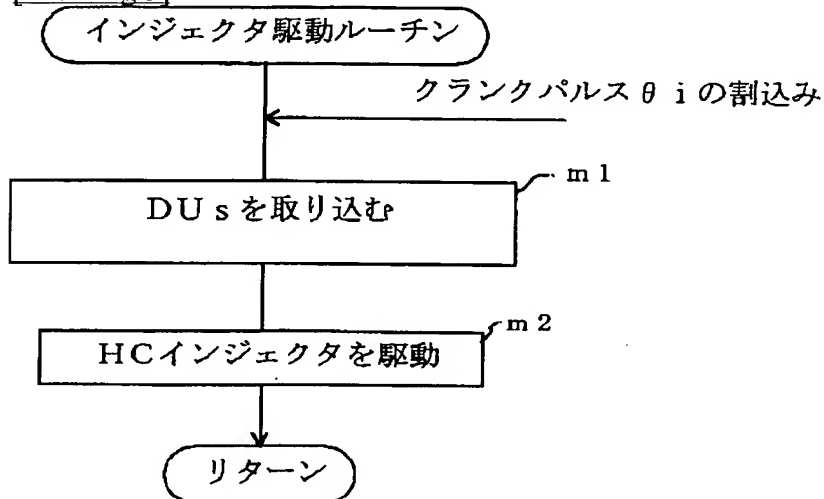 インジェクタ駆動ルーチン
クランクパルスθiの割込み
m1
DUsを取り込む
m2
HCインジェクタを駆動
リターン